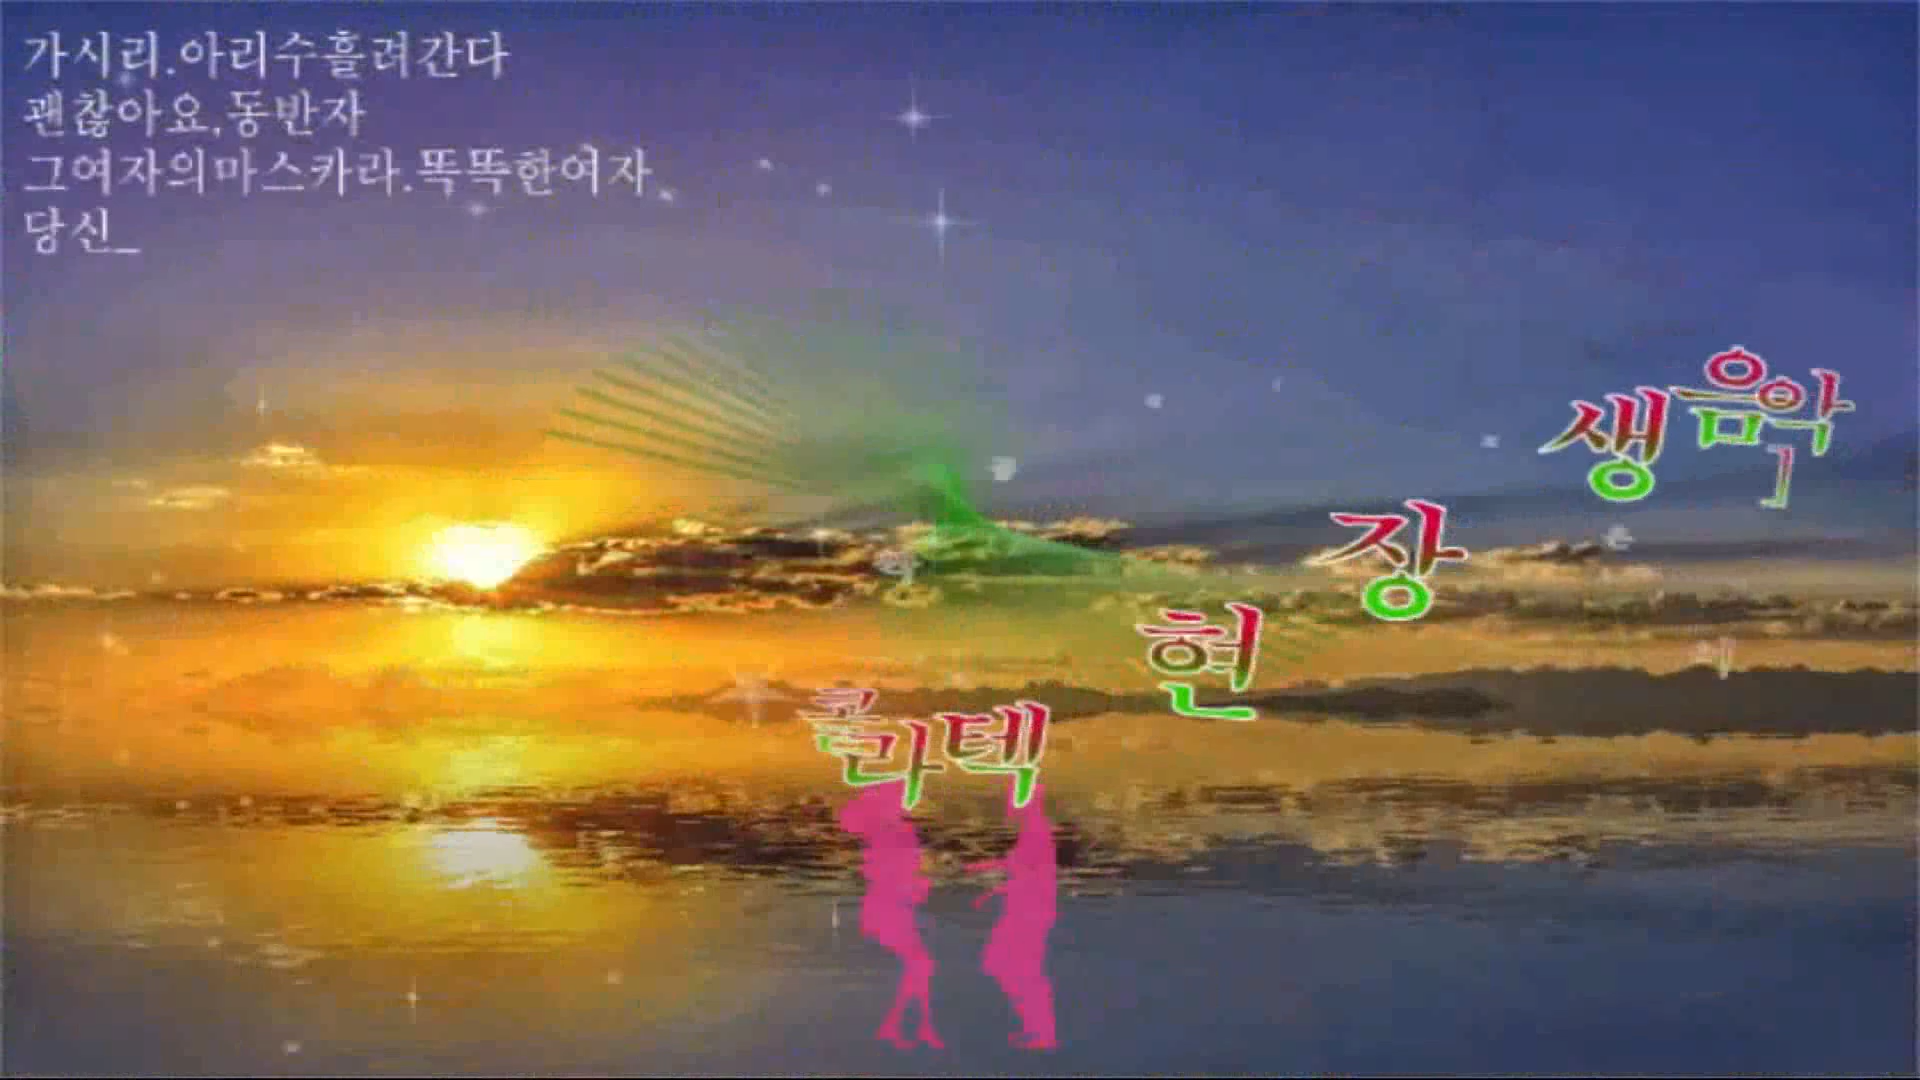 가시리.아리수흘려간다
괜찮아요,동반자
그여자의마스카라.똑똑한여자
당신_
콜라텍
현
장
생음악
]